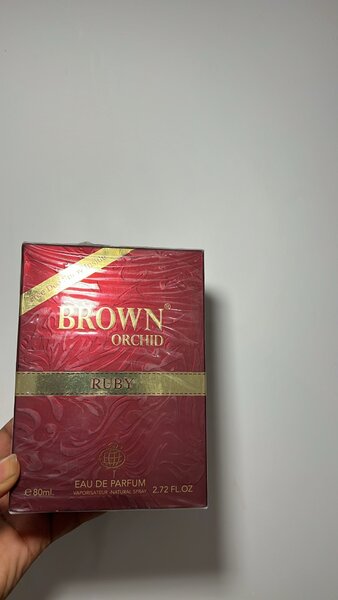 BROWN®
ORCHID
RUBY
EAU DE PARFUM
VAPORISATEUR -NATURAL SPRAY
℮ 80ml. 2.72 FL.OZ